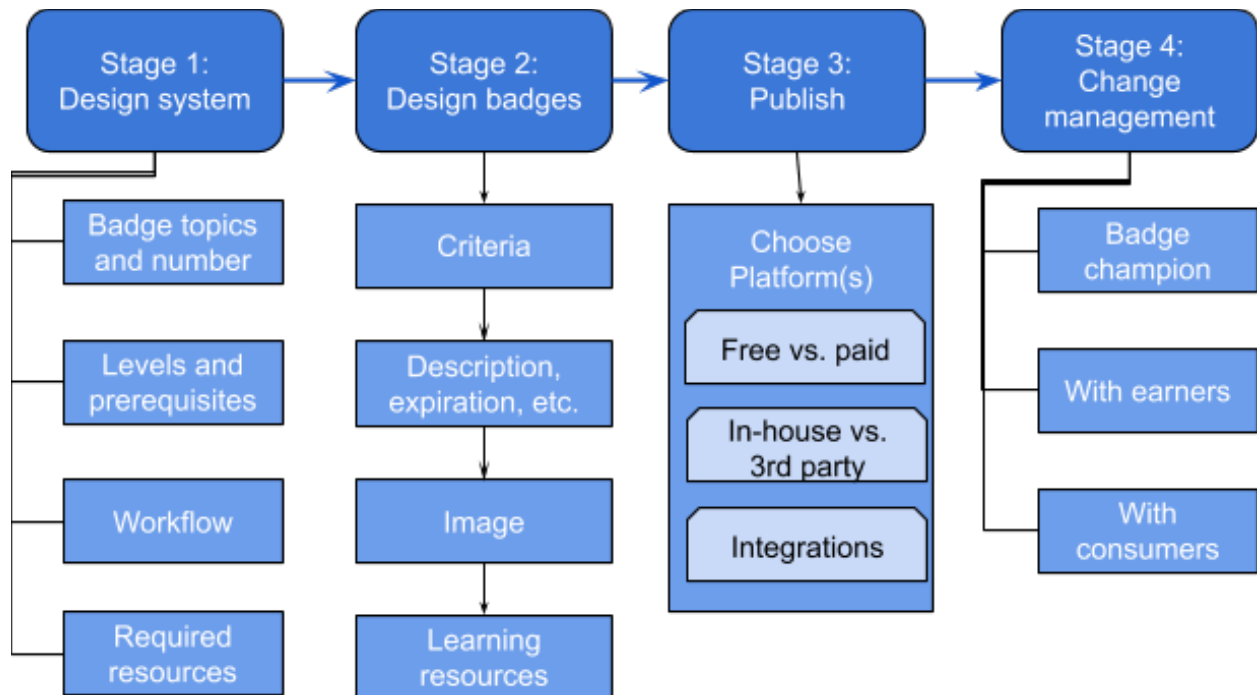 Stage 1:
Design system
Stage 2:
Design badges
Stage 3:
Publish
Stage 4:
Change
management
Badge topics
and number
Levels and
prerequisites
Workflow
Required
resources
Criteria
Description,
expiration, etc.
Image
Learning
resources
Choose
Platform(s)
Free vs. paid
In-house vs.
3rd party
Integrations
Badge
champion
With earners
With
consumers